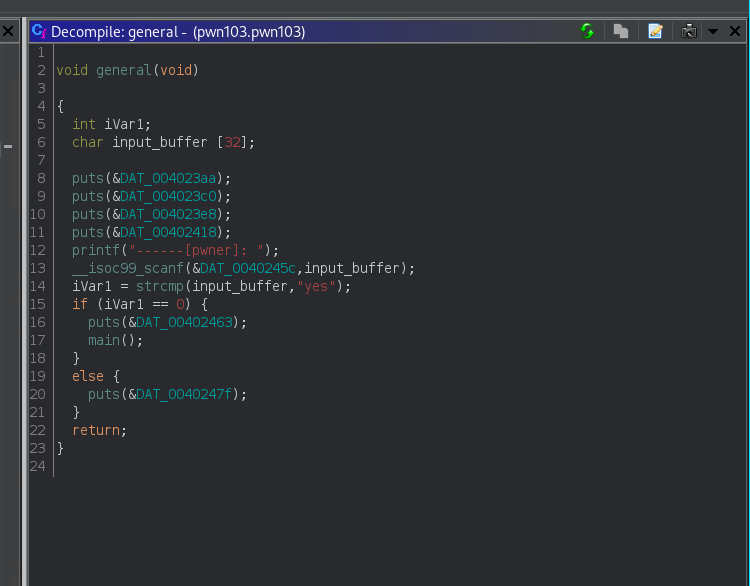 Decompile: general - (pwn103.pwn103)
1
2 void general(void)
3
4 {
5   int iVar1;
6   char input_buffer [32];
7
8   puts(&DAT_004023aa);
9   puts(&DAT_004023c0);
10   puts(&DAT_004023e8);
11   puts(&DAT_00402418);
12   printf("------[pwner]: ");
13   __isoc99_scanf(&DAT_0040245c,input_buffer);
14   iVar1 = strcmp(input_buffer,"yes");
15   if (iVar1 == 0) {
16     puts(&DAT_00402463);
17     main();
18   }
19   else {
20     puts(&DAT_0040247f);
21   }
22   return;
23 }
24